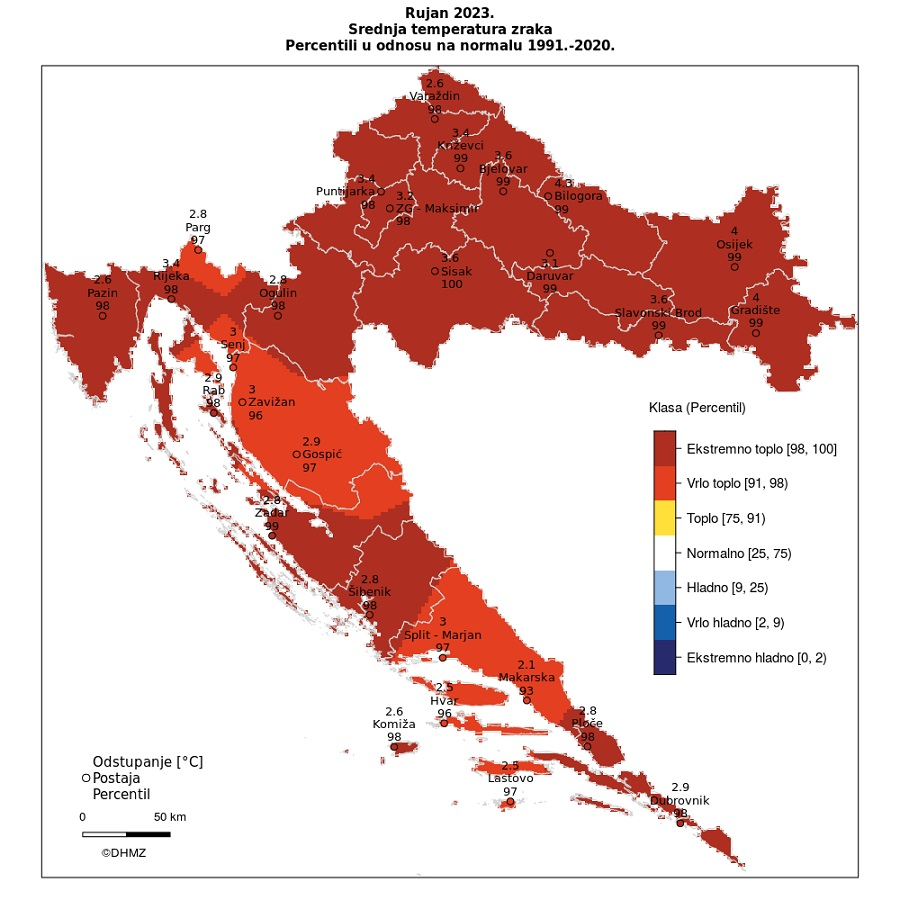 Rujan 2023.
Srednja temperatura zraka
Percentili u odnosu na normalu 1991.-2020.
2.6
Varaždin
98
3.4
Križevci
99
3.6
Bjelovar
99
3.4
Puntijarka
98
3.2
ZG - Maksimir
98
4.3
Bilogora
99
2.8
Parg
97
4
Osijek
99
3.4
Rijeka
98
2.6
Pazin
98
2.8
Ogulin
98
3.6
Sisak
100
3.1
Daruvar
99
3.6
Slavonski Brod
99
4
Gradište
99
3
Senj
97
2.9
Rab
98
3
Zavižan
96
2.9
Gospić
97
2.8
Zadar
99
2.8
Šibenik
98
3
Split - Marjan
97
2.1
Makarska
93
2.5
Hvar
96
2.6
Komiža
98
2.8
Ploče
98
2.5
Lastovo
97
2.9
Dubrovnik
98
Klasa (Percentil)
Ekstremno toplo [98, 100]
Vrlo toplo [91, 98)
Toplo [75, 91)
Normalno [25, 75)
Hladno [9, 25)
Vrlo hladno [2, 9)
Ekstremno hladno [0, 2)
Odstupanje [°C]
Postaja
Percentil
0 50 km
©DHMZ